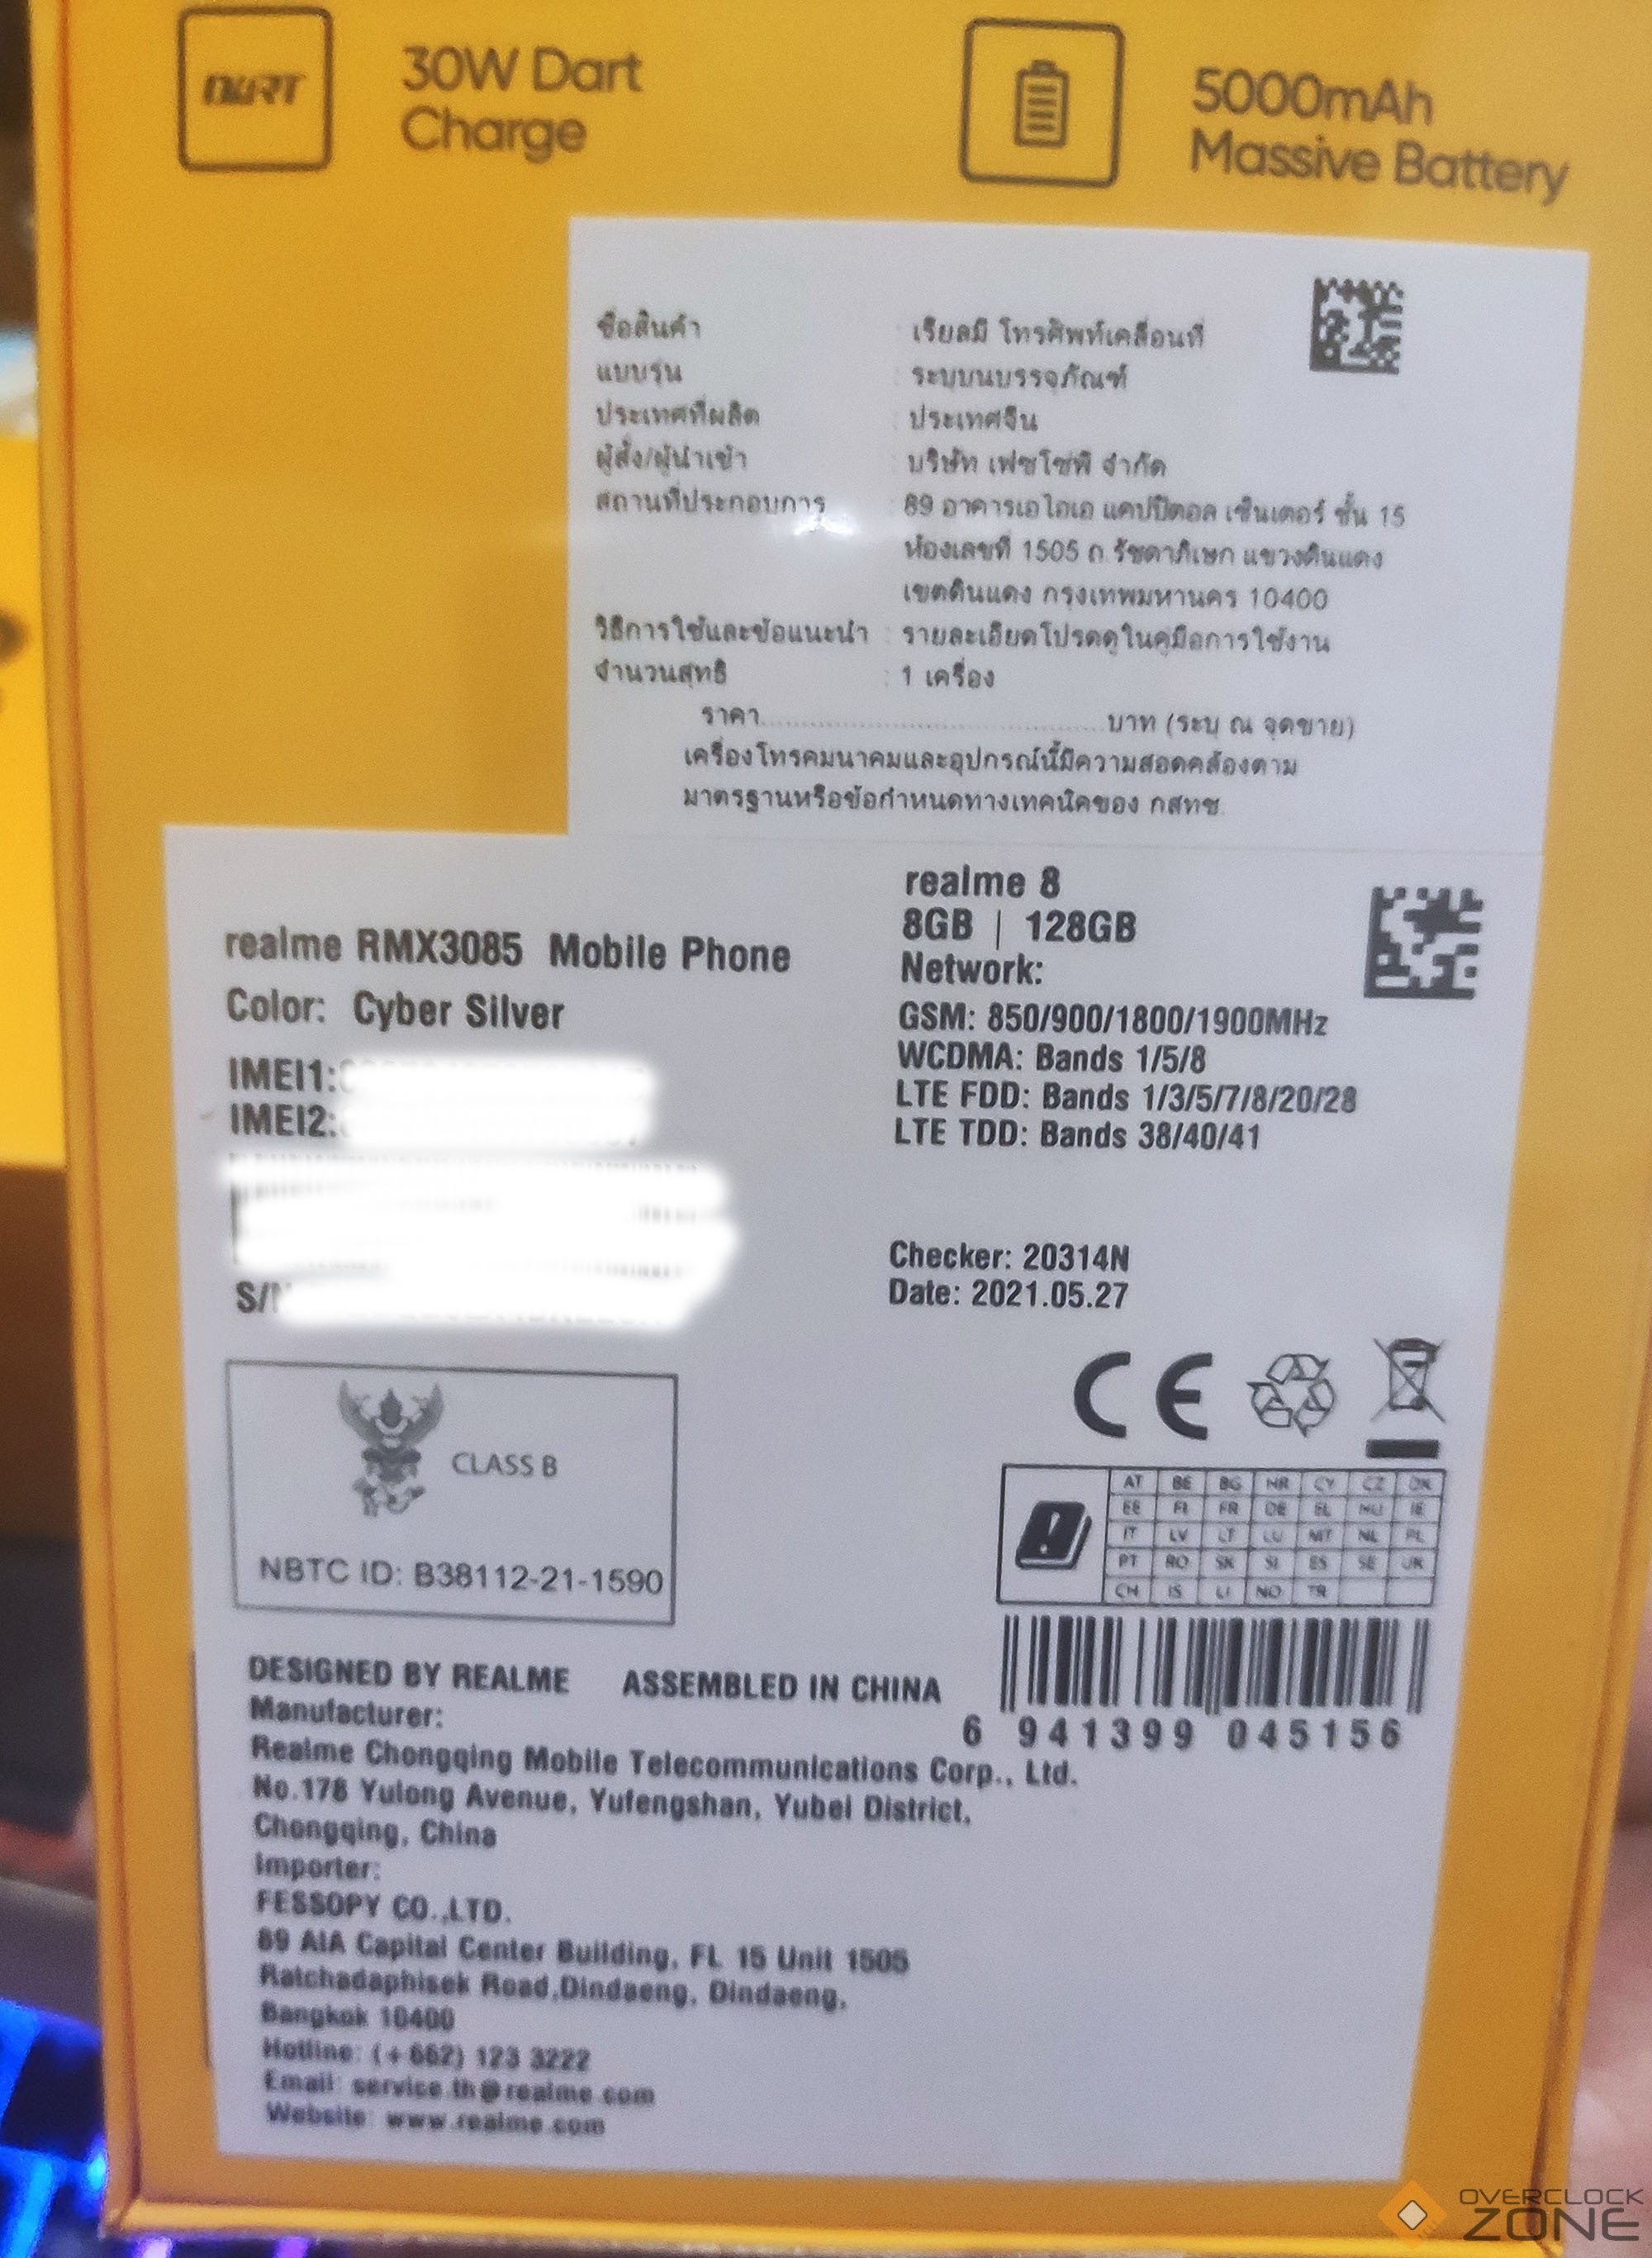 DART
30W Dart
Charge
5000mAh
Massive Battery
ชื่อสินค้า : เรียลมี โทรศัพท์เคลื่อนที่
แบบรุ่น : ระบุบนบรรจุภัณฑ์
ประเทศที่ผลิต : ประเทศจีน
ผู้สั่ง/ผู้นำเข้า : บริษัท เฟซโซ่พี จำกัด
สถานที่ประกอบการ : 89 อาคารเอไอเอ แคปปิตอล เซ็นเตอร์ ชั้น 15
ห้องเลขที่ 1505 ถ.รัชดาภิเษก แขวงดินแดง
เขตดินแดง กรุงเทพมหานคร 10400
วิธีการใช้และข้อแนะนำ : รายละเอียดโปรดดูในคู่มือการใช้งาน
จำนวนสุทธิ : 1 เครื่อง
ราคา.......................................บาท (ระบุ ณ จุดขาย)
เครื่องโทรคมนาคมและอุปกรณ์นี้มีความสอดคล้องตาม
มาตรฐานหรือข้อกำหนดทางเทคนิคของ กสทช.
realme RMX3085 Mobile Phone
Color: Cyber Silver
IMEI1:
IMEI2:
S/N
realme 8
8GB | 128GB
Network:
GSM: 850/900/1800/1900MHz
WCDMA: Bands 1/5/8
LTE FDD: Bands 1/3/5/7/8/20/28
LTE TDD: Bands 38/40/41
Checker: 20314N
Date: 2021.05.27
CE
CLASS B
NBTC ID: B38112-21-1590
AT BE BG HR CY CZ DK
EE FI FR DE EL HU IE
IT LV LT LU MT NL PL
PT RO SK SI ES SE UK
CH IS LI NO TR
6 941399 045156
DESIGNED BY REALME ASSEMBLED IN CHINA
Manufacturer:
Realme Chongqing Mobile Telecommunications Corp., Ltd.
No.178 Yulong Avenue, Yufengshan, Yubei District,
Chongqing, China
Importer:
FESSOPY CO.,LTD.
89 AIA Capital Center Building, FL 15 Unit 1505
Ratchadaphisek Road,Dindaeng, Dindaeng,
Bangkok 10400
Hotline: (+662) 123 3222
Email: service.th@realme.com
Website: www.realme.com
OVERCLOCK
ZONE